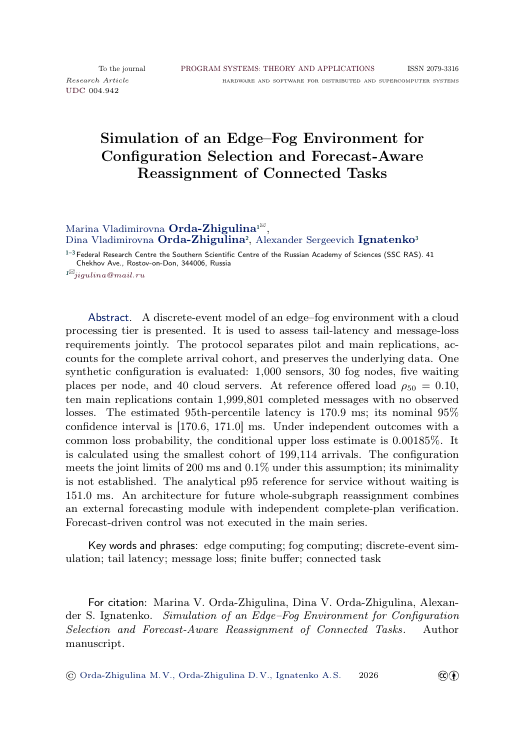 To the journal PROGRAM SYSTEMS: THEORY AND APPLICATIONS ISSN 2079-3316
Research Article HARDWARE AND SOFTWARE FOR DISTRIBUTED AND SUPERCOMPUTER SYSTEMS
UDC 004.942
Simulation of an Edge–Fog Environment for
Configuration Selection and Forecast-Aware
Reassignment of Connected Tasks
Marina Vladimirovna Orda-Zhigulina1✉,
Dina Vladimirovna Orda-Zhigulina2, Alexander Sergeevich Ignatenko3
1–3 Federal Research Centre the Southern Scientific Centre of the Russian Academy of Sciences (SSC RAS). 41
Chekhov Ave., Rostov-on-Don, 344006, Russia
1✉ jigulina@mail.ru
Abstract. A discrete-event model of an edge–fog environment with a cloud
processing tier is presented. It is used to assess tail-latency and message-loss
requirements jointly. The protocol separates pilot and main replications, ac-
counts for the complete arrival cohort, and preserves the underlying data. One
synthetic configuration is evaluated: 1,000 sensors, 30 fog nodes, five waiting
places per node, and 40 cloud servers. At reference offered load ρ50 = 0.10,
ten main replications contain 1,999,801 completed messages with no observed
losses. The estimated 95th-percentile latency is 170.9 ms; its nominal 95%
confidence interval is [170.6, 171.0] ms. Under independent outcomes with a
common loss probability, the conditional upper loss estimate is 0.00185%. It
is calculated using the smallest cohort of 199,114 arrivals. The configuration
meets the joint limits of 200 ms and 0.1% under this assumption; its minimality
is not established. The analytical p95 reference for service without waiting is
151.0 ms. An architecture for future whole-subgraph reassignment combines
an external forecasting module with independent complete-plan verification.
Forecast-driven control was not executed in the main series.
Key words and phrases: edge computing; fog computing; discrete-event sim-
ulation; tail latency; message loss; finite buffer; connected task
For citation: Marina V. Orda-Zhigulina, Dina V. Orda-Zhigulina, Alexan-
der S. Ignatenko. Simulation of an Edge–Fog Environment for Configuration
Selection and Forecast-Aware Reassignment of Connected Tasks. Author
manuscript.
© Orda-Zhigulina M. V., Orda-Zhigulina D. V., Ignatenko A. S. 2026